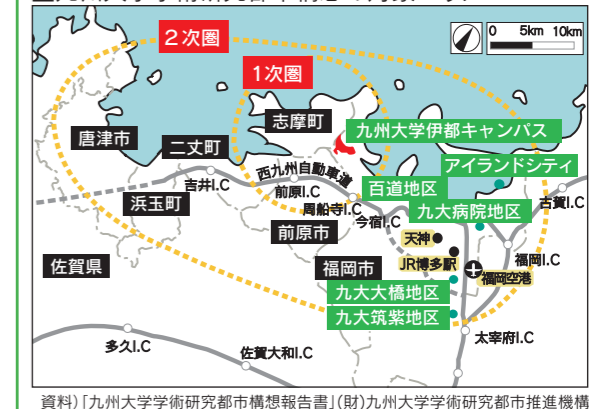 2次圏
1次圏
0 5km 10km
志摩町
九州大学伊都キャンパス
唐津市
二丈町
西九州自動車道
アイランドシティ
吉井I.C
前原I.C
百道地区
古賀I.C
浜玉町
周船寺I.C
今宿I.C
九大病院地区
前原市
天神
福岡I.C
佐賀県
福岡市
JR博多駅
福岡空港
九大大橋地区
九大筑紫地区
太宰府I.C
多久I.C
佐賀大和I.C
資料)「九州大学学術研究都市構想報告書」(財)九州大学学術研究都市推進機構